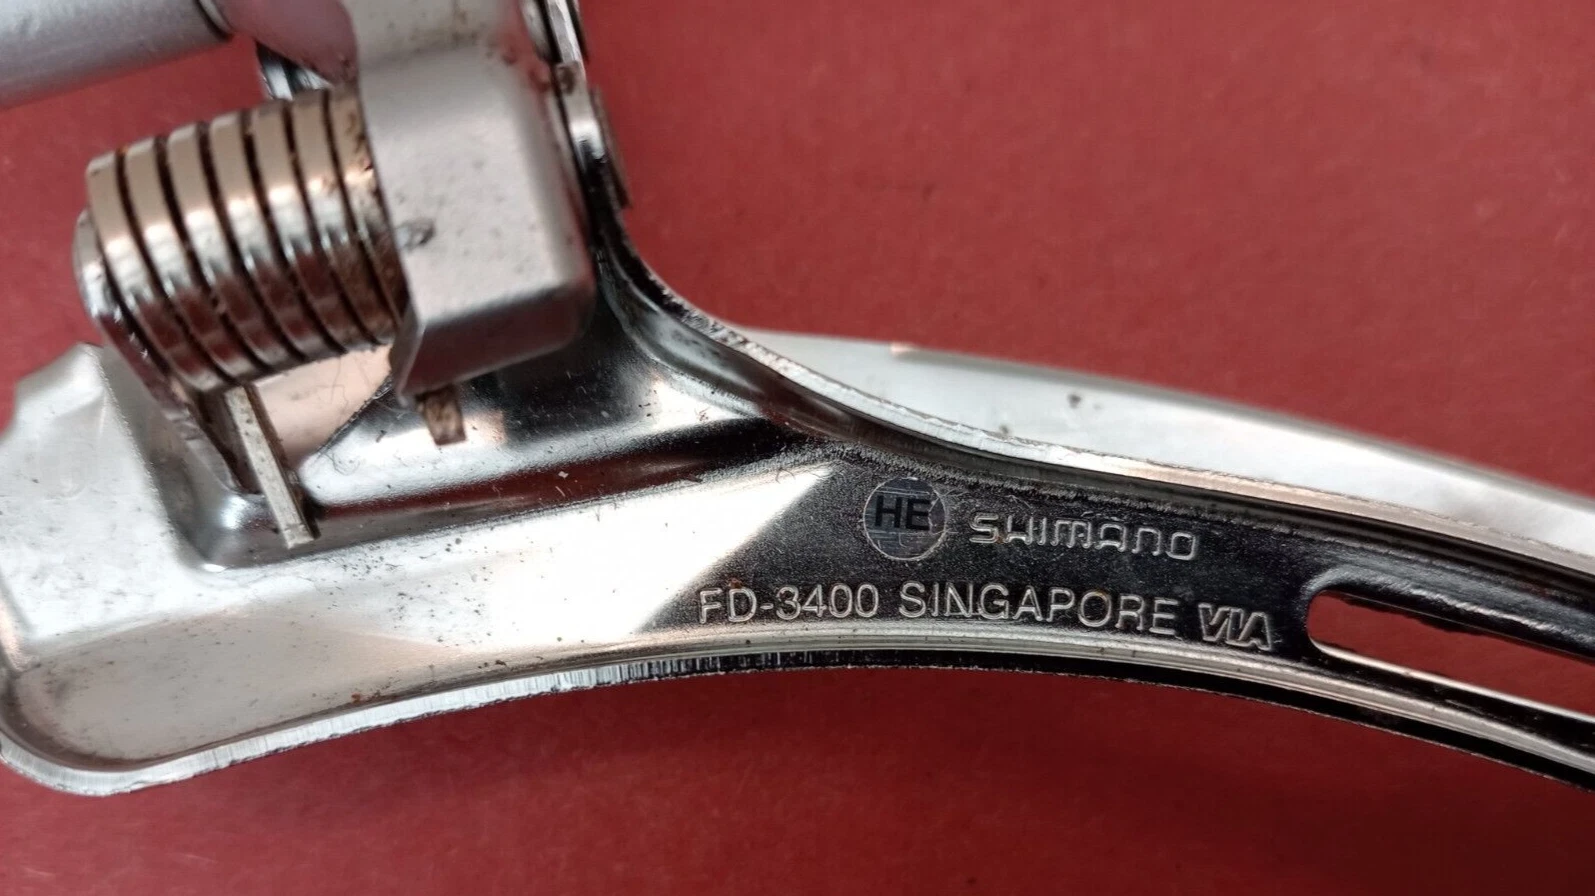 HE SHIMANO
FD-3400 SINGAPORE VIA